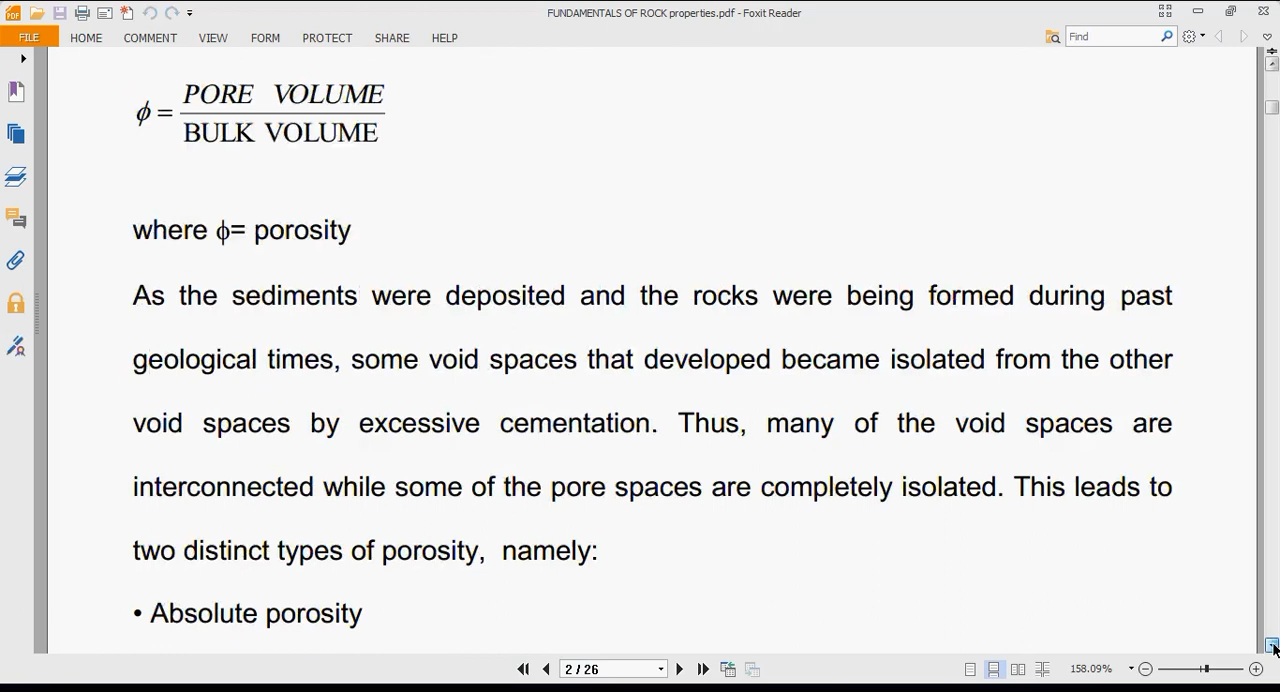 FUNDAMENTALS OF ROCK properties.pdf - Foxit Reader
FILE HOME COMMENT VIEW FORM PROTECT SHARE HELP Find
ϕ = PORE VOLUME
BULK VOLUME
where ϕ= porosity
As the sediments were deposited and the rocks were being formed during past
geological times, some void spaces that developed became isolated from the other
void spaces by excessive cementation. Thus, many of the void spaces are
interconnected while some of the pore spaces are completely isolated. This leads to
two distinct types of porosity, namely:
• Absolute porosity
2 / 26 158.09%